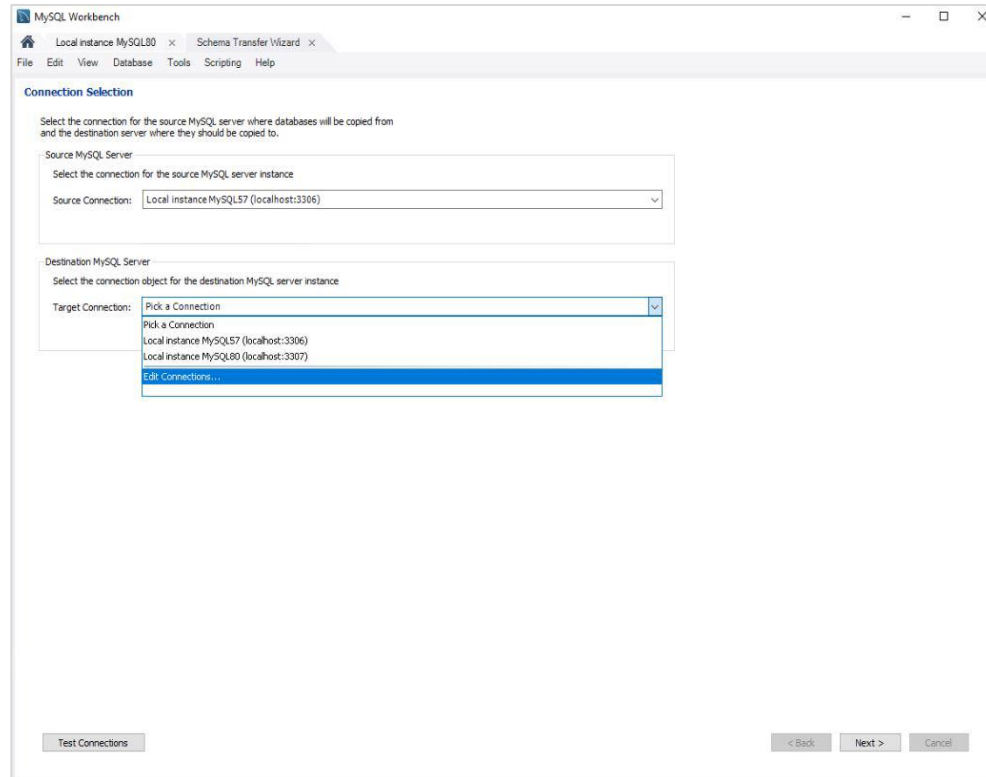 MySQL Workbench
Local instance MySQL80 × Schema Transfer Wizard ×
File Edit View Database Tools Scripting Help
Connection Selection
Select the connection for the source MySQL server where databases will be copied from
and the destination server where they should be copied to.
Source MySQL Server
Select the connection for the source MySQL server instance
Source Connection: Local instance MySQL57 (localhost:3306)
Destination MySQL Server
Select the connection object for the destination MySQL server instance
Target Connection: Pick a Connection
Pick a Connection
Local instance MySQL57 (localhost:3306)
Local instance MySQL80 (localhost:3307)
Edit Connections...
Test Connections < Back Next > Cancel